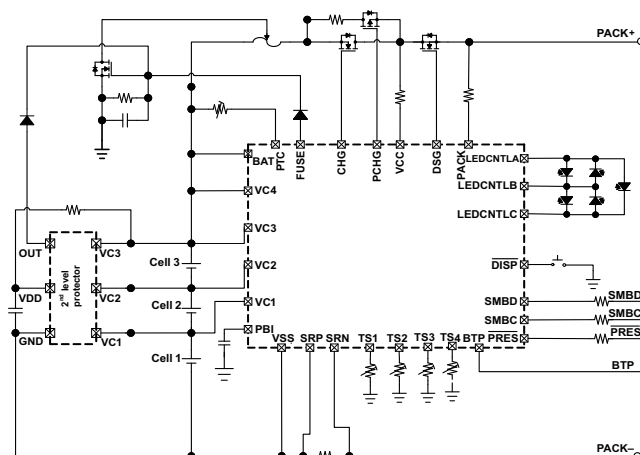 PACK+
BAT
PTC
FUSE
CHG
PCHG
VCC
DSG
PACK
LEDCNTLA
LEDCNTLB
LEDCNTLC
VC4
VC3
VC2
VC1
PBI
OUT
VDD
GND
2nd level
protector
VC3
VC2
VC1
Cell 3
Cell 2
Cell 1
DISP
SMBD
SMBC
PRES
SMBD
SMBC
PRES
VSS
SRP
SRN
TS1
TS2
TS3
TS4
BTP
BTP
PACK–